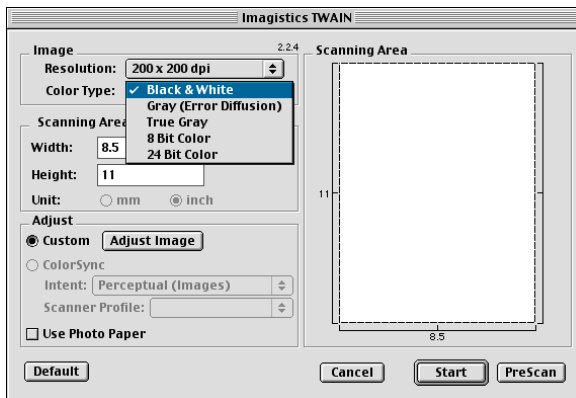 Imagistics TWAIN
Image
2.2.4
Resolution: 200 x 200 dpi
Color Type:
✓ Black & White
Gray (Error Diffusion)
True Gray
8 Bit Color
24 Bit Color
Scanning Area
Width: 8.5
Height: 11
Unit: mm inch
Adjust
Custom Adjust Image
ColorSync
Intent: Perceptual (Images)
Scanner Profile:
Use Photo Paper
Default
Scanning Area
11
8.5
Cancel Start PreScan